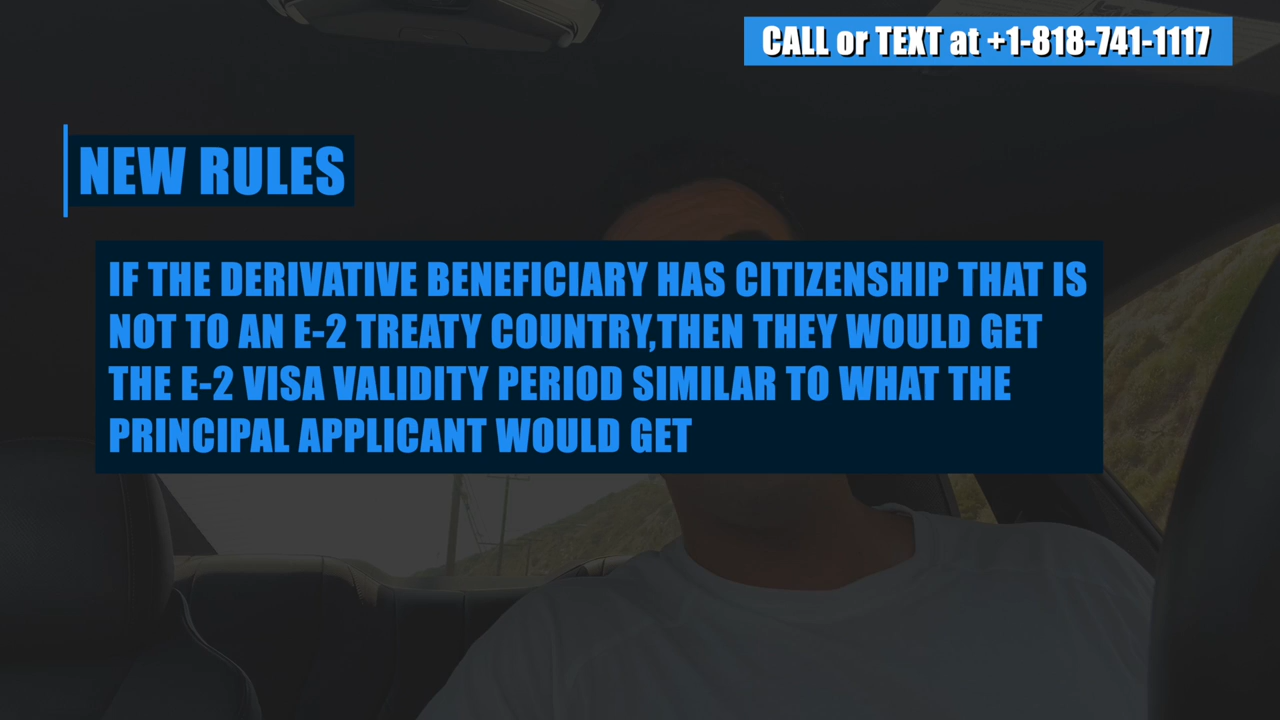 CALL or TEXT at +1-818-741-1117
NEW RULES
IF THE DERIVATIVE BENEFICIARY HAS CITIZENSHIP THAT IS
NOT TO AN E-2 TREATY COUNTRY,THEN THEY WOULD GET
THE E-2 VISA VALIDITY PERIOD SIMILAR TO WHAT THE
PRINCIPAL APPLICANT WOULD GET